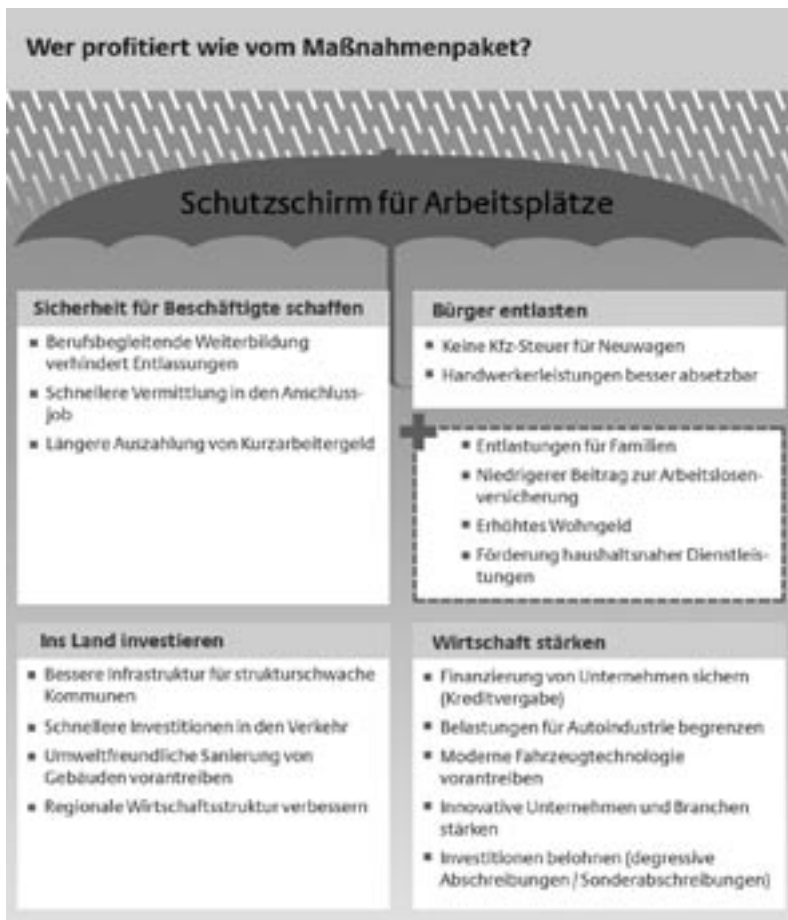 Wer profitiert wie vom Maßnahmenpaket?
Schutzschirm für Arbeitsplätze
Sicherheit für Beschäftigte schaffen
■ Berufsbegleitende Weiterbildung
verhindert Entlassungen
■ Schnellere Vermittlung in den Anschluss-
job
■ Längere Auszahlung von Kurzarbeitergeld
Bürger entlasten
■ Keine Kfz-Steuer für Neuwagen
■ Handwerkerleistungen besser absetzbar
■ Entlastungen für Familien
■ Niedrigerer Beitrag zur Arbeitslosen-
versicherung
■ Erhöhtes Wohngeld
■ Förderung haushaltsnaher Dienstleis-
tungen
Ins Land investieren
■ Bessere Infrastruktur für strukturschwache
Kommunen
■ Schnellere Investitionen in den Verkehr
■ Umweltfreundliche Sanierung von
Gebäuden vorantreiben
■ Regionale Wirtschaftsstruktur verbessern
Wirtschaft stärken
■ Finanzierung von Unternehmen sichern
(Kreditvergabe)
■ Belastungen für Autoindustrie begrenzen
■ Moderne Fahrzeugtechnologie
vorantreiben
■ Innovative Unternehmen und Branchen
stärken
■ Investitionen belohnen (degressive
Abschreibungen / Sonderabschreibungen)